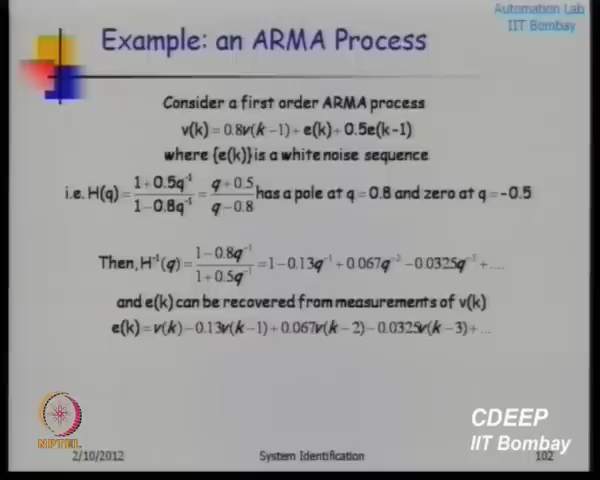 Automation Lab
IIT Bombay
Example: an ARMA Process
Consider a first order ARMA process
v(k) = 0.8v(k−1) + e(k) + 0.5e(k−1)
where {e(k)} is a white noise sequence
i.e. H(q) = (1 + 0.5q⁻¹)/(1 − 0.8q⁻¹) = (q + 0.5)/(q − 0.8) has a pole at q = 0.8 and zero at q = −0.5
Then, H⁻¹(q) = (1 − 0.8q⁻¹)/(1 + 0.5q⁻¹) = 1 − 0.13q⁻¹ + 0.067q⁻² − 0.0325q⁻³ + ....
and e(k) can be recovered from measurements of v(k)
e(k) = v(k) − 0.13v(k−1) + 0.067v(k−2) − 0.0325v(k−3) + ...
NPTEL
CDEEP
IIT Bombay
2/10/2012
System Identification
102